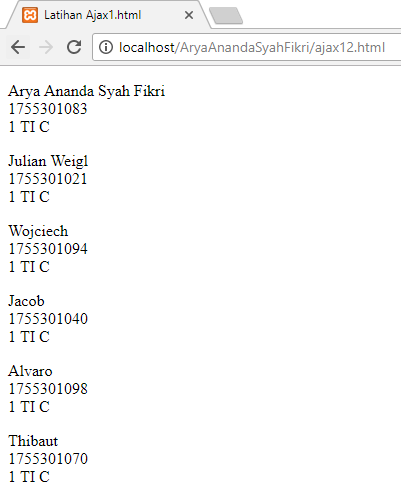 Latihan Ajax1.html
localhost/AryaAnandaSyahFikri/ajax12.html
Arya Ananda Syah Fikri
1755301083
1 TI C
Julian Weigl
1755301021
1 TI C
Wojciech
1755301094
1 TI C
Jacob
1755301040
1 TI C
Alvaro
1755301098
1 TI C
Thibaut
1755301070
1 TI C